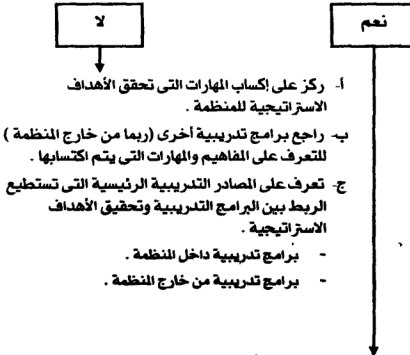 نعم
لا
أ- ركز على إكساب المهارات التى تحقق الأهداف
الاستراتيجية للمنظمة .
ب- راجع برامج تدريبية أخرى (ربما من خارج المنظمة )
للتعرف على المفاهيم والمهارات التى يتم اكتسابها .
ج- تعرف على المصادر التدريبية الرئيسية التى تستطيع
الربط بين البرامج التدريبية وتحقيق الأهداف
الاستراتيجية .
- برامج تدريبية داخل المنظمة .
- برامج تدريبية من خارج المنظمة .